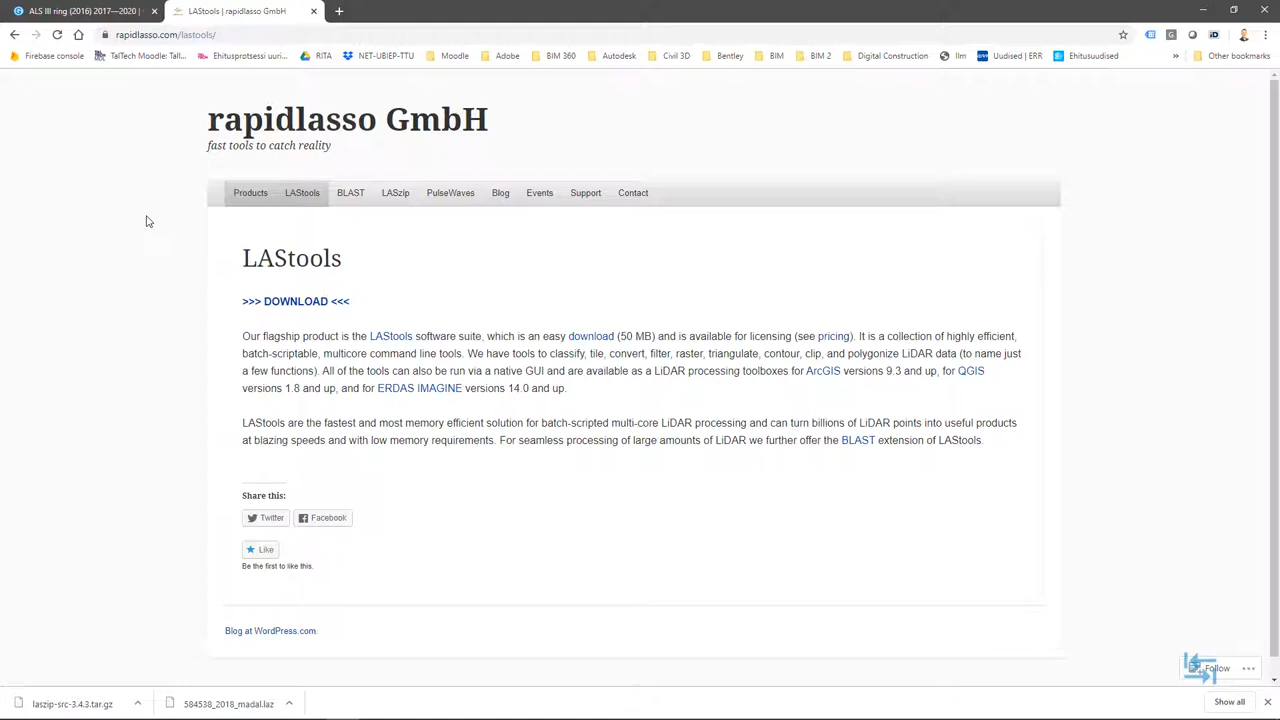 ALS III ring (2016) 2017—2020 |
LAStools | rapidlasso GmbH
rapidlasso.com/lastools/
Firebase console
TalTech Moodle: Tall...
Ehitusprotsessi uuri...
RITA
NET-UBIEP-TTU
Moodle
Adobe
BIM 360
Autodesk
Civil 3D
Bentley
BIM
BIM 2
Digital Construction
Ilm
Uudised | ERR
Ehitusuudised
»
Other bookmarks
rapidlasso GmbH
fast tools to catch reality
Products LAStools BLAST LASzip PulseWaves Blog Events Support Contact
LAStools
>>> DOWNLOAD <<<
Our flagship product is the LAStools software suite, which is an easy download (50 MB) and is available for licensing (see pricing). It is a collection of highly efficient,
batch-scriptable, multicore command line tools. We have tools to classify, tile, convert, filter, raster, triangulate, contour, clip, and polygonize LiDAR data (to name just
a few functions). All of the tools can also be run via a native GUI and are available as a LiDAR processing toolboxes for ArcGIS versions 9.3 and up, for QGIS
versions 1.8 and up, and for ERDAS IMAGINE versions 14.0 and up.
LAStools are the fastest and most memory efficient solution for batch-scripted multi-core LiDAR processing and can turn billions of LiDAR points into useful products
at blazing speeds and with low memory requirements. For seamless processing of large amounts of LiDAR we further offer the BLAST extension of LAStools.
Share this:
Twitter Facebook
Like
Be the first to like this.
Blog at WordPress.com.
Follow
laszip-src-3.4.3.tar.gz
584538_2018_madal.laz
Show all